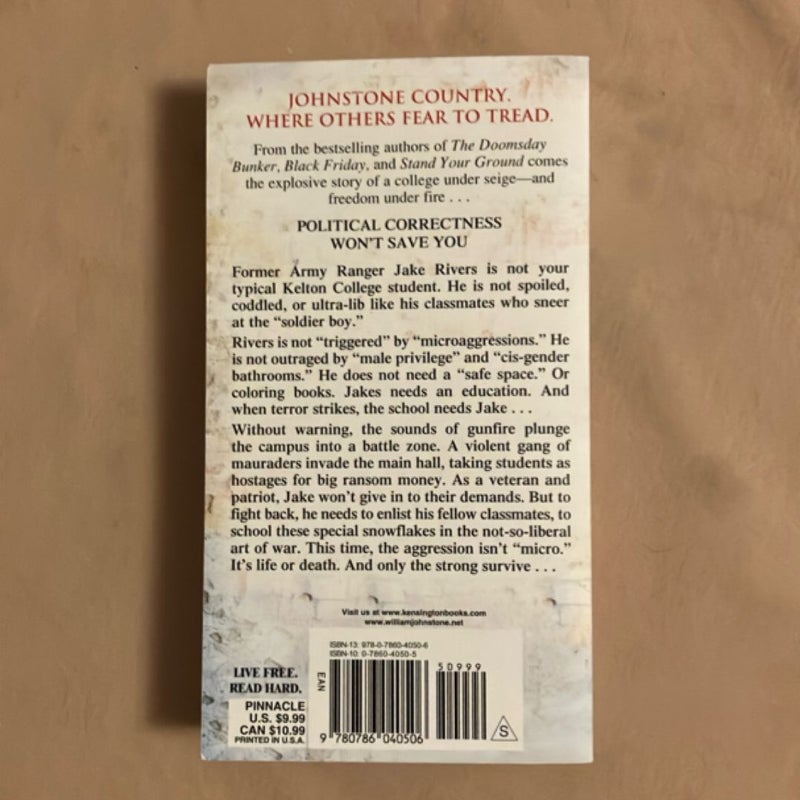 JOHNSTONE COUNTRY.
WHERE OTHERS FEAR TO TREAD.
From the bestselling authors of The Doomsday
Bunker, Black Friday, and Stand Your Ground comes
the explosive story of a college under seige—and
freedom under fire . . .
POLITICAL CORRECTNESS
WON'T SAVE YOU
Former Army Ranger Jake Rivers is not your
typical Kelton College student. He is not spoiled,
coddled, or ultra-lib like his classmates who sneer
at the "soldier boy."
Rivers is not "triggered" by "microaggressions." He
is not outraged by "male privilege" and "cis-gender
bathrooms." He does not need a "safe space." Or
coloring books. Jakes needs an education. And
when terror strikes, the school needs Jake . . .
Without warning, the sounds of gunfire plunge
the campus into a battle zone. A violent gang of
mauraders invade the main hall, taking students as
hostages for big ransom money. As a veteran and
patriot, Jake won't give in to their demands. But to
fight back, he needs to enlist his fellow classmates, to
school these special snowflakes in the not-so-liberal
art of war. This time, the aggression isn't "micro."
It's life or death. And only the strong survive . . .
Visit us at www.kensingtonbooks.com
www.williamjohnstone.net
LIVE FREE.
READ HARD.
PINNACLE
U.S. $9.99
CAN $10.99
PRINTED IN U.S.A.
ISBN-13: 978-0-7860-4050-6
ISBN-10: 0-7860-4050-5
EAN
50999
9 780786 040506
S